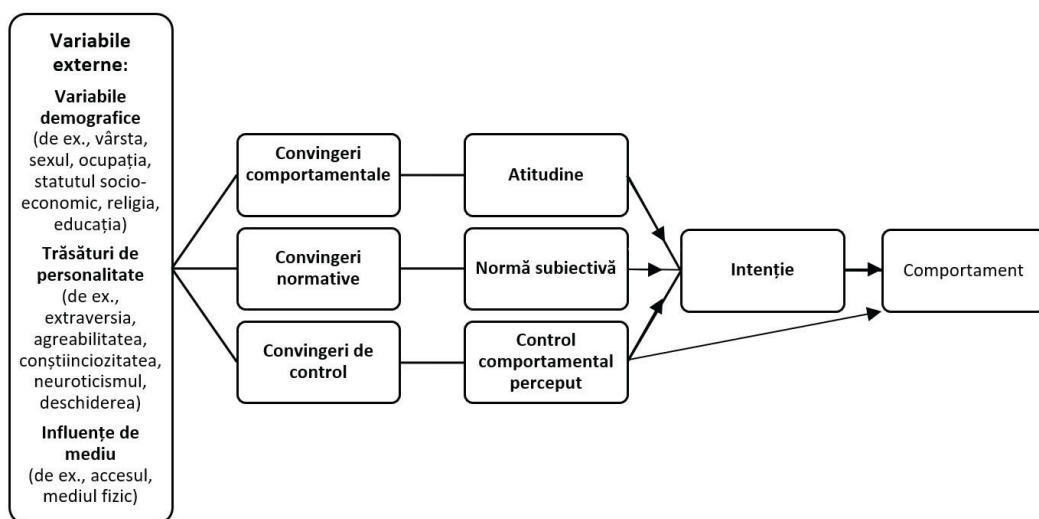 Variabile
externe:
Variabile
demografice
(de ex., vârsta,
sexul, ocupația,
statutul socio-
economic, religia,
educația)
Trăsături de
personalitate
(de ex.,
extraversia,
agreabilitatea,
conștiinciozitatea,
neuroticismul,
deschiderea)
Influențe de
mediu
(de ex., accesul,
mediul fizic)
Convingeri
comportamentale
Convingeri
normative
Convingeri de
control
Atitudine
Normă subiectivă
Control
comportamental
perceput
Intenție
Comportament